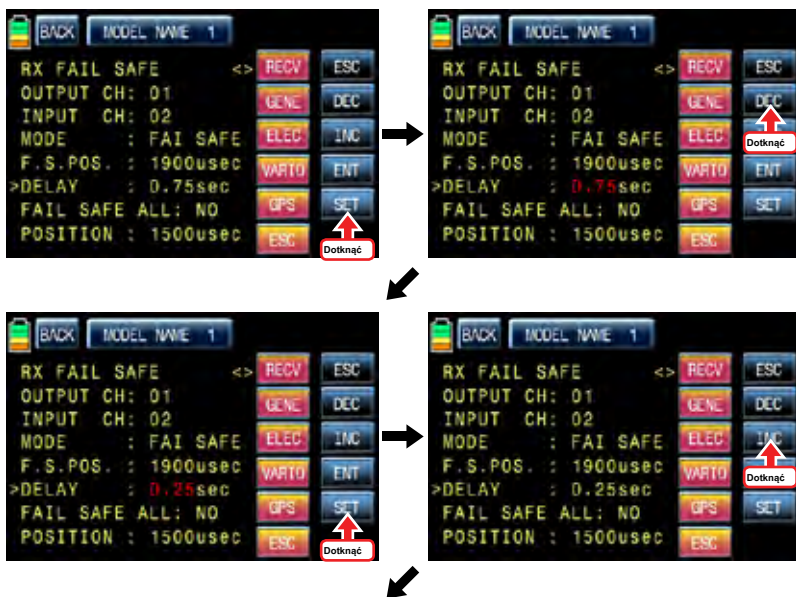 BACK MODEL NAME 1
RX FAIL SAFE <> RECV ESC
OUTPUT CH: 01 GENE DEC
INPUT CH: 02
MODE : FAI SAFE ELEC INC
F.S.POS. : 1900usec VARIO ENT
>DELAY : 0.75sec
FAIL SAFE ALL: NO GPS SET
POSITION : 1500usec ESC
Dotknąć
BACK MODEL NAME 1
RX FAIL SAFE <> RECV ESC
OUTPUT CH: 01 GENE DEC
INPUT CH: 02
MODE : FAI SAFE ELEC
Dotknąć
F.S.POS. : 1900usec VARIO ENT
>DELAY : 0.75sec
FAIL SAFE ALL: NO GPS SET
POSITION : 1500usec ESC
BACK MODEL NAME 1
RX FAIL SAFE <> RECV ESC
OUTPUT CH: 01 GENE DEC
INPUT CH: 02
MODE : FAI SAFE ELEC INC
F.S.POS. : 1900usec VARIO ENT
>DELAY : 0.25sec
FAIL SAFE ALL: NO GPS SET
POSITION : 1500usec ESC
Dotknąć
BACK MODEL NAME 1
RX FAIL SAFE <> RECV ESC
OUTPUT CH: 01 GENE DEC
INPUT CH: 02
MODE : FAI SAFE ELEC INC
F.S.POS. : 1900usec VARIO
Dotknąć
>DELAY : 0.25sec
FAIL SAFE ALL: NO GPS SET
POSITION : 1500usec ESC